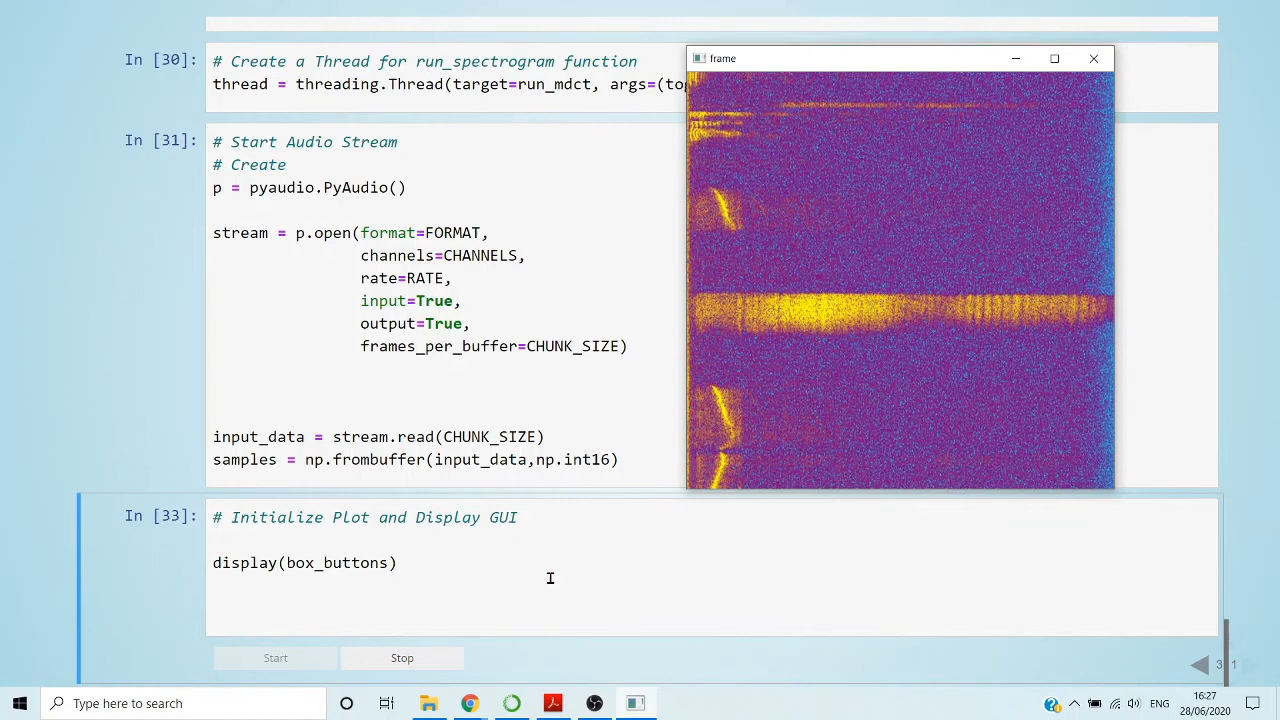 In [30]:
# Create a Thread for run_spectrogram function
thread = threading.Thread(target=run_mdct, args=(to
frame
In [31]:
# Start Audio Stream
# Create
p = pyaudio.PyAudio()
stream = p.open(format=FORMAT,
channels=CHANNELS,
rate=RATE,
input=True,
output=True,
frames_per_buffer=CHUNK_SIZE)
input_data = stream.read(CHUNK_SIZE)
samples = np.frombuffer(input_data,np.int16)
In [33]:
# Initialize Plot and Display GUI
display(box_buttons)
Start
Stop
3 1
Type here to search
ENG
16:27
28/06/2020